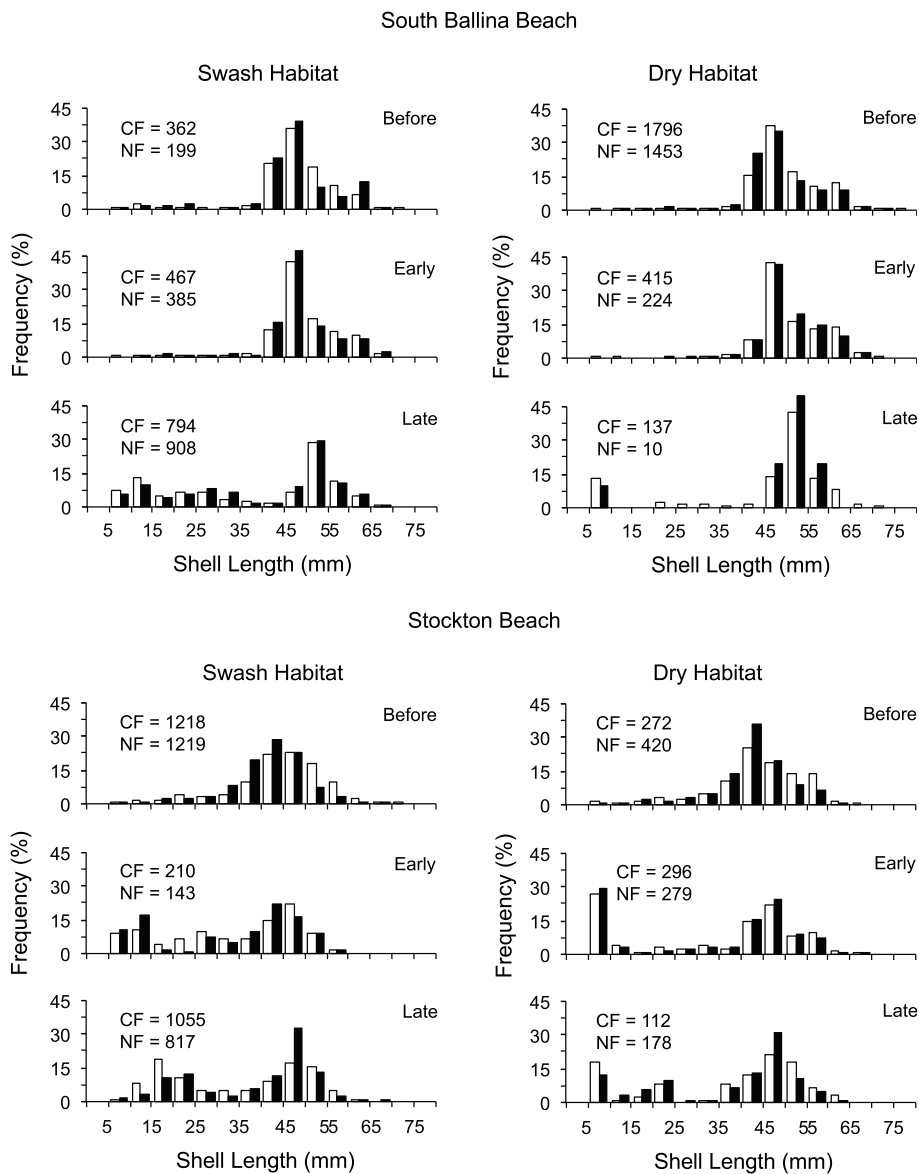 South Ballina Beach
Swash Habitat
Dry Habitat
45
30
15
0
CF = 362
NF = 199
Before
45
30
15
0
CF = 1796
NF = 1453
Before
Frequency (%)
45
30
15
0
CF = 467
NF = 385
Early
Frequency (%)
45
30
15
0
CF = 415
NF = 224
Early
45
30
15
0
CF = 794
NF = 908
Late
45
30
15
0
CF = 137
NF = 10
Late
5 15 25 35 45 55 65 75
5 15 25 35 45 55 65 75
Shell Length (mm)
Shell Length (mm)
Stockton Beach
Swash Habitat
Dry Habitat
45
30
15
0
CF = 1218
NF = 1219
Before
45
30
15
0
CF = 272
NF = 420
Before
Frequency (%)
45
30
15
0
CF = 210
NF = 143
Early
Frequency (%)
45
30
15
0
CF = 296
NF = 279
Early
45
30
15
0
CF = 1055
NF = 817
Late
45
30
15
0
CF = 112
NF = 178
Late
5 15 25 35 45 55 65 75
5 15 25 35 45 55 65 75
Shell Length (mm)
Shell Length (mm)